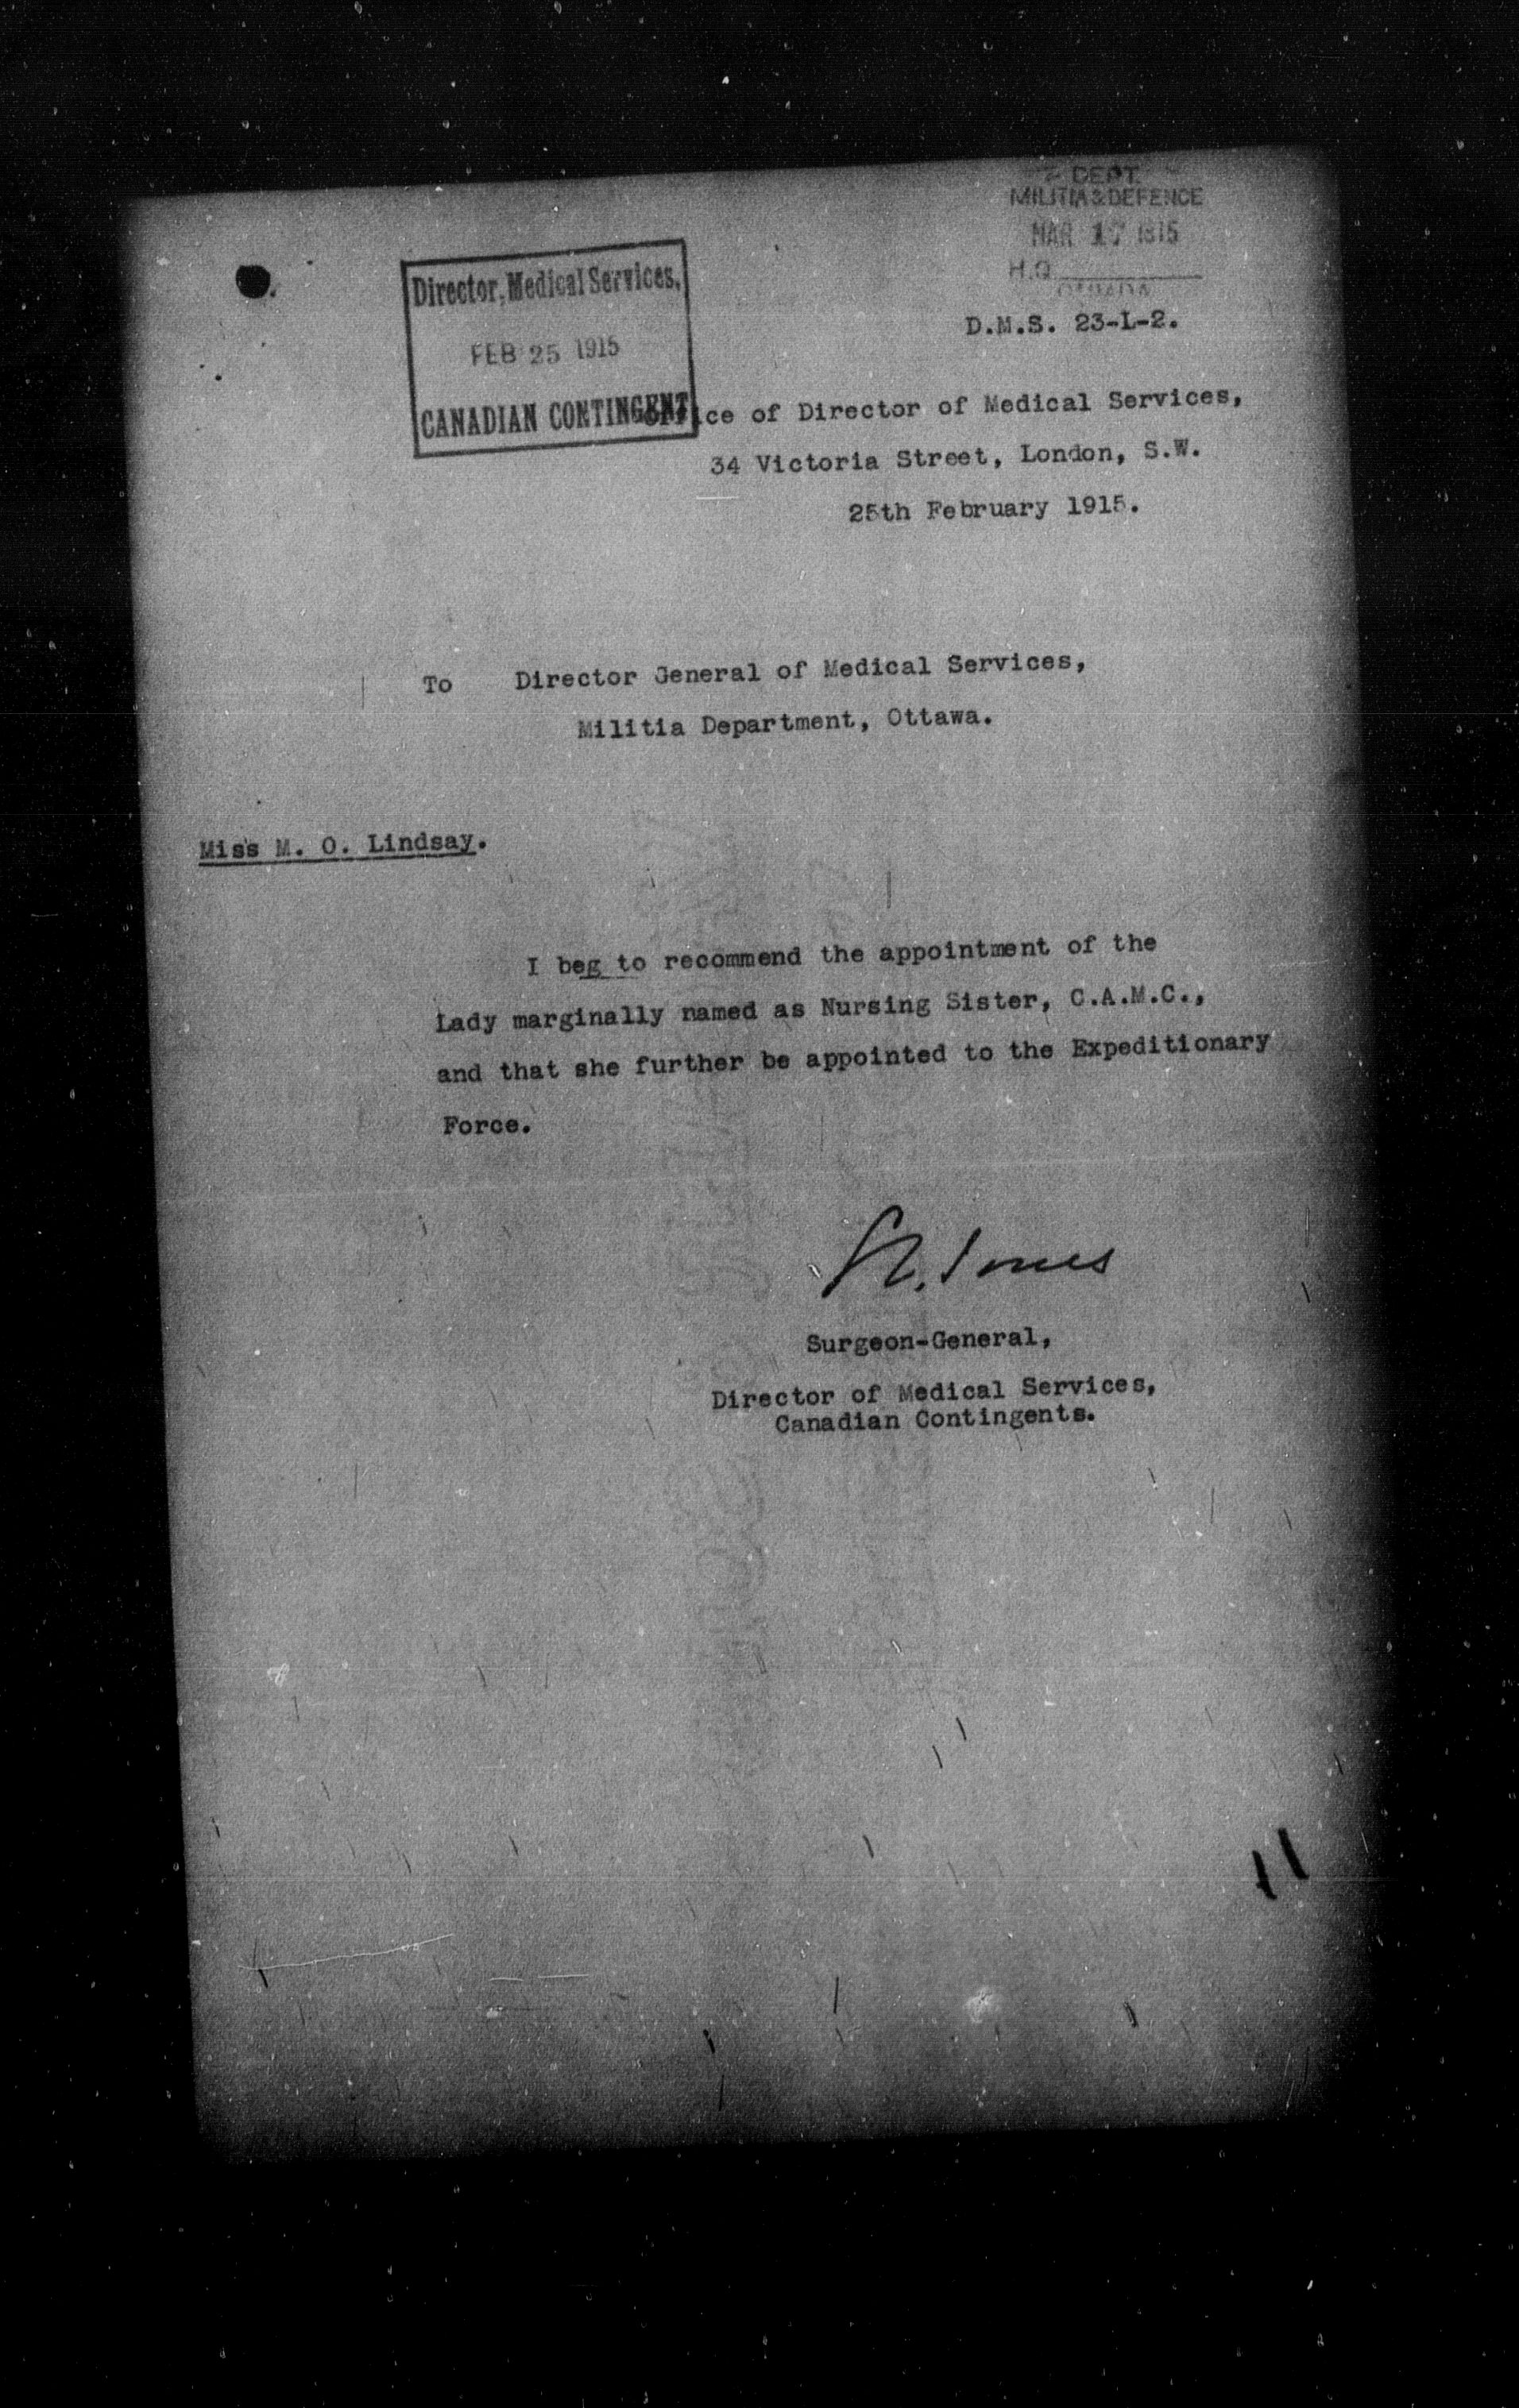 DEPT.
MILITIA & DEFENCE
MAR 1915
H.Q.
CANADA
Director, Medical Services,
FEB 25 1915
CANADIAN CONTINGENT
D.M.S. 23-L-2.
Office of Director of Medical Services,
34 Victoria Street, London, S.W.
25th February 1915.
To Director General of Medical Services,
Militia Department, Ottawa.
Miss M. O. Lindsay.
I beg to recommend the appointment of the
Lady marginally named as Nursing Sister, C.A.M.C.,
and that she further be appointed to the Expeditionary
Force.
Jones
Surgeon-General,
Director of Medical Services,
Canadian Contingents.